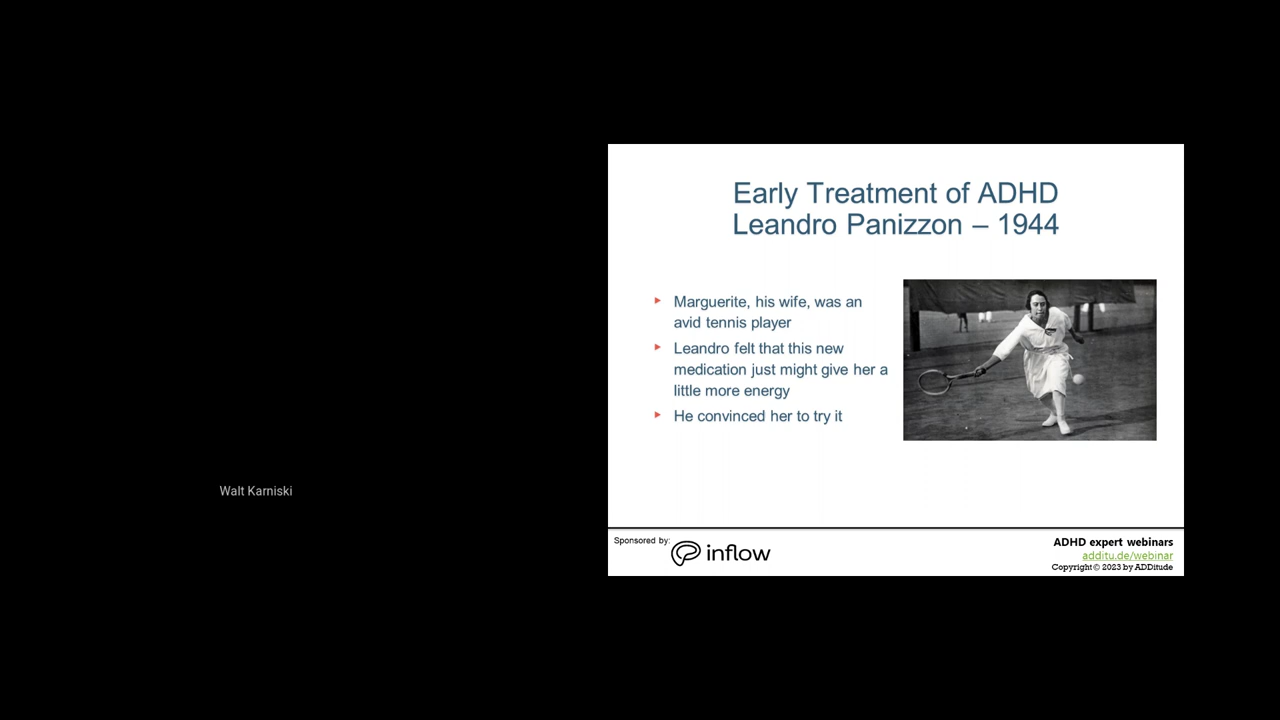 Early Treatment of ADHD
Leandro Panizzon – 1944
▸ Marguerite, his wife, was an
avid tennis player
▸ Leandro felt that this new
medication just might give her a
little more energy
▸ He convinced her to try it
Walt Karniski
Sponsored by:
inflow
ADHD expert webinars
additu.de/webinar
Copyright © 2023 by ADDitude